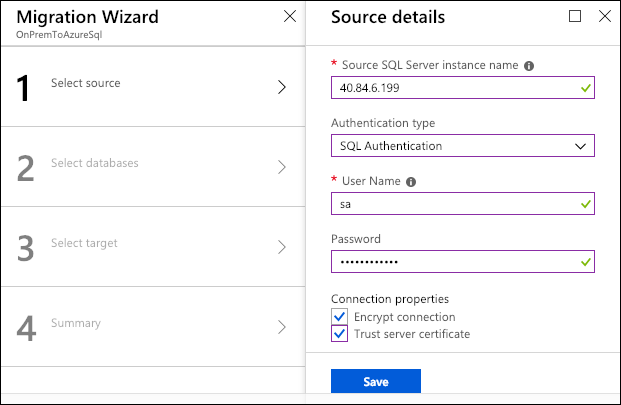 Migration Wizard
OnPremToAzureSql
1 Select source
2 Select databases
3 Select target
4 Summary
Source details
* Source SQL Server instance name
40.84.6.199
Authentication type
SQL Authentication
* User Name
sa
Password
••••••••••••
Connection properties
Encrypt connection
Trust server certificate
Save